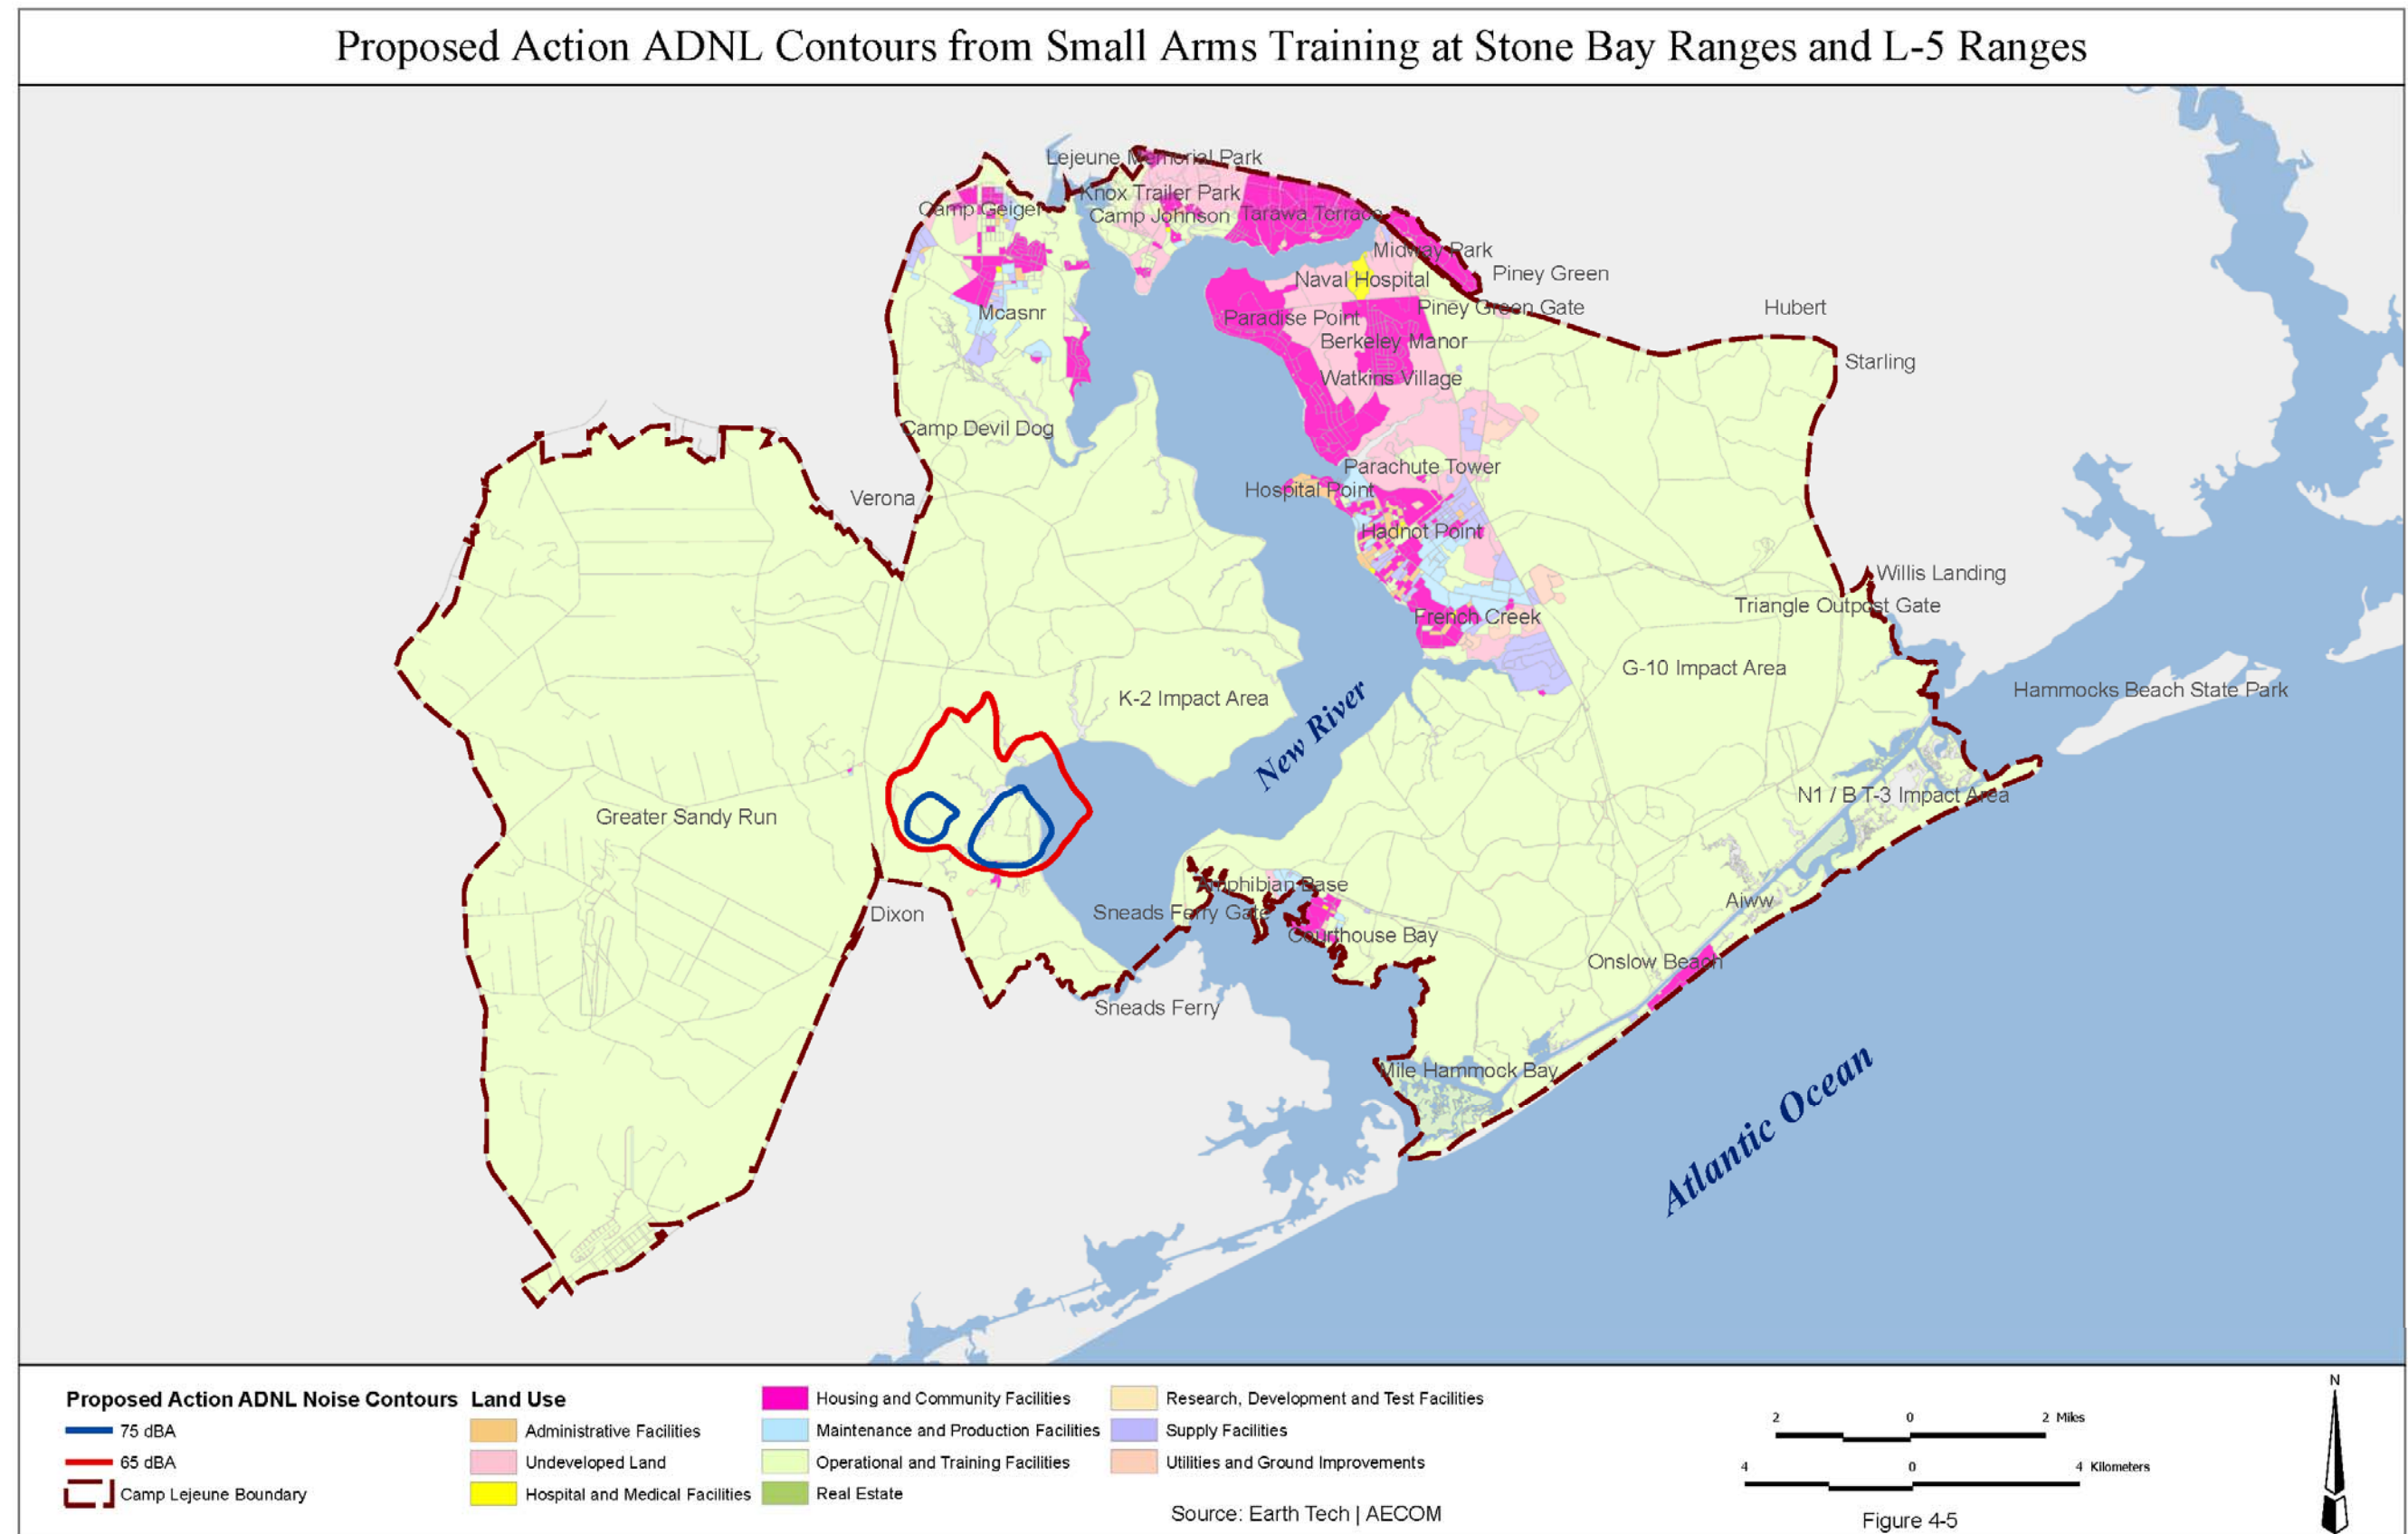 Proposed Action ADNL Contours from Small Arms Training at Stone Bay Ranges and L-5 Ranges
Lejeune Memorial Park
Knox Trailer Park
Camp Geiger
Camp Johnson
Tarawa Terrace
Midway Park
Naval Hospital
Piney Green
Mcasnr
Paradise Point
Piney Green Gate
Hubert
Berkeley Manor
Starling
Watkins Village
Camp Devil Dog
Parachute Tower
Verona
Hospital Point
Hadnot Point
Willis Landing
Triangle Outpost Gate
French Creek
G-10 Impact Area
K-2 Impact Area
Hammocks Beach State Park
New River
Greater Sandy Run
N1 / B T-3 Impact Area
Amphibian Base
Aiww
Dixon
Sneads Ferry Gate
Courthouse Bay
Onslow Beach
Sneads Ferry
Mile Hammock Bay
Atlantic Ocean
Proposed Action ADNL Noise Contours
75 dBA
65 dBA
Camp Lejeune Boundary
Land Use
Administrative Facilities
Undeveloped Land
Hospital and Medical Facilities
Housing and Community Facilities
Maintenance and Production Facilities
Operational and Training Facilities
Real Estate
Research, Development and Test Facilities
Supply Facilities
Utilities and Ground Improvements
Source: Earth Tech | AECOM
2 0 2 Miles
4 0 4 Kilometers
Figure 4-5
N